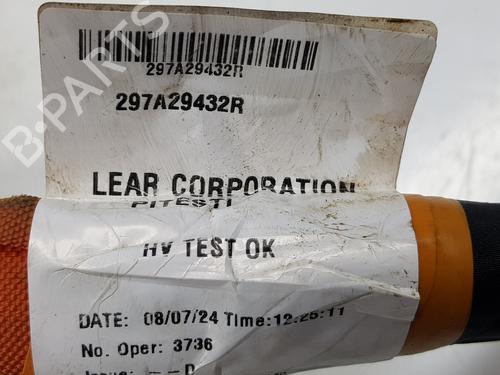 297A29432R
297A29432R
LEAR CORPORATION
PITESTI
HV TEST OK
DATE: 08/07/24 Time:12:25:11
No. Oper: 3736
B-PARTS